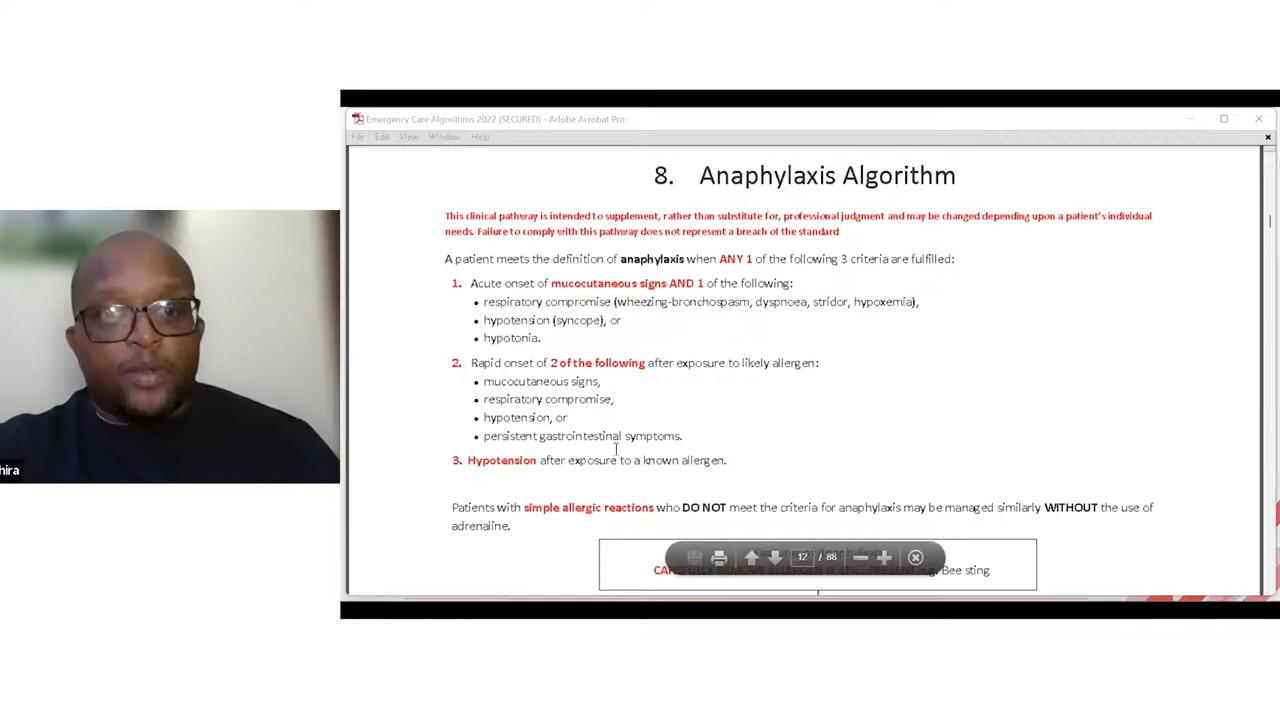 Emergency Care Algorithms 2022 (SECURED) - Adobe Acrobat Pro
File Edit View Window Help
8. Anaphylaxis Algorithm
This clinical pathway is intended to supplement, rather than substitute for, professional judgment and may be changed depending upon a patient's individual
needs. Failure to comply with this pathway does not represent a breach of the standard
A patient meets the definition of anaphylaxis when ANY 1 of the following 3 criteria are fulfilled:
1. Acute onset of mucocutaneous signs AND 1 of the following:
• respiratory compromise (wheezing-bronchospasm, dyspnoea, stridor, hypoxemia),
• hypotension (syncope), or
• hypotonia.
2. Rapid onset of 2 of the following after exposure to likely allergen:
• mucocutaneous signs,
• respiratory compromise,
• hypotension, or
• persistent gastrointestinal symptoms.
hira
3. Hypotension after exposure to a known allergen.
Patients with simple allergic reactions who DO NOT meet the criteria for anaphylaxis may be managed similarly WITHOUT the use of
adrenaline.
12 / 88
Bee sting